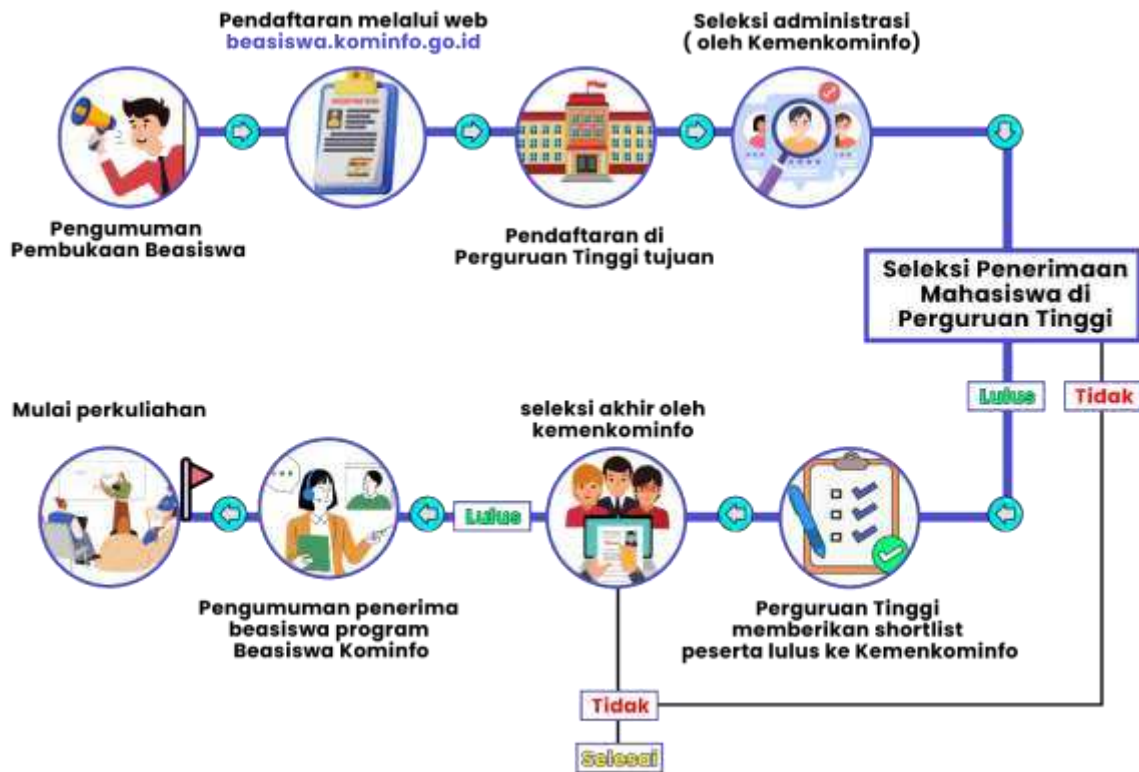 Pendaftaran melalui web
beasiswa.kominfo.go.id
Seleksi administrasi
( oleh Kemenkominfo)
Pengumuman
Pembukaan Beasiswa
Pendaftaran di
Perguruan Tinggi tujuan
Seleksi Penerimaan
Mahasiswa di
Perguruan Tinggi
Lulus
Tidak
Mulai perkuliahan
seleksi akhir oleh
kemenkominfo
Lulus
Pengumuman penerima
beasiswa program
Beasiswa Kominfo
Perguruan Tinggi
memberikan shortlist
peserta lulus ke Kemenkominfo
Tidak
Selesai